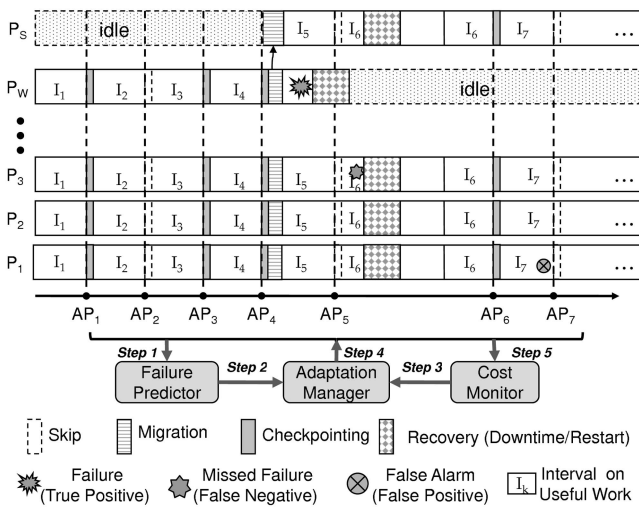 P_S idle I_5 I_6 I_6 I_7 ...
P_W I_1 I_2 I_3 I_4 idle
P_3 I_1 I_2 I_3 I_4 I_5 I_6 I_6 I_7 ...
P_2 I_1 I_2 I_3 I_4 I_5 I_6 I_6 I_7 ...
P_1 I_1 I_2 I_3 I_4 I_5 I_6 I_6 I_7 ...
AP_1 AP_2 AP_3 AP_4 AP_5 AP_6 AP_7
Step 1 Step 4 Step 5
Failure Predictor
Step 2
Adaptation Manager
Step 3
Cost Monitor
Skip Migration Checkpointing Recovery (Downtime/Restart)
Failure (True Positive)
Missed Failure (False Negative)
False Alarm (False Positive)
I_k Interval on Useful Work